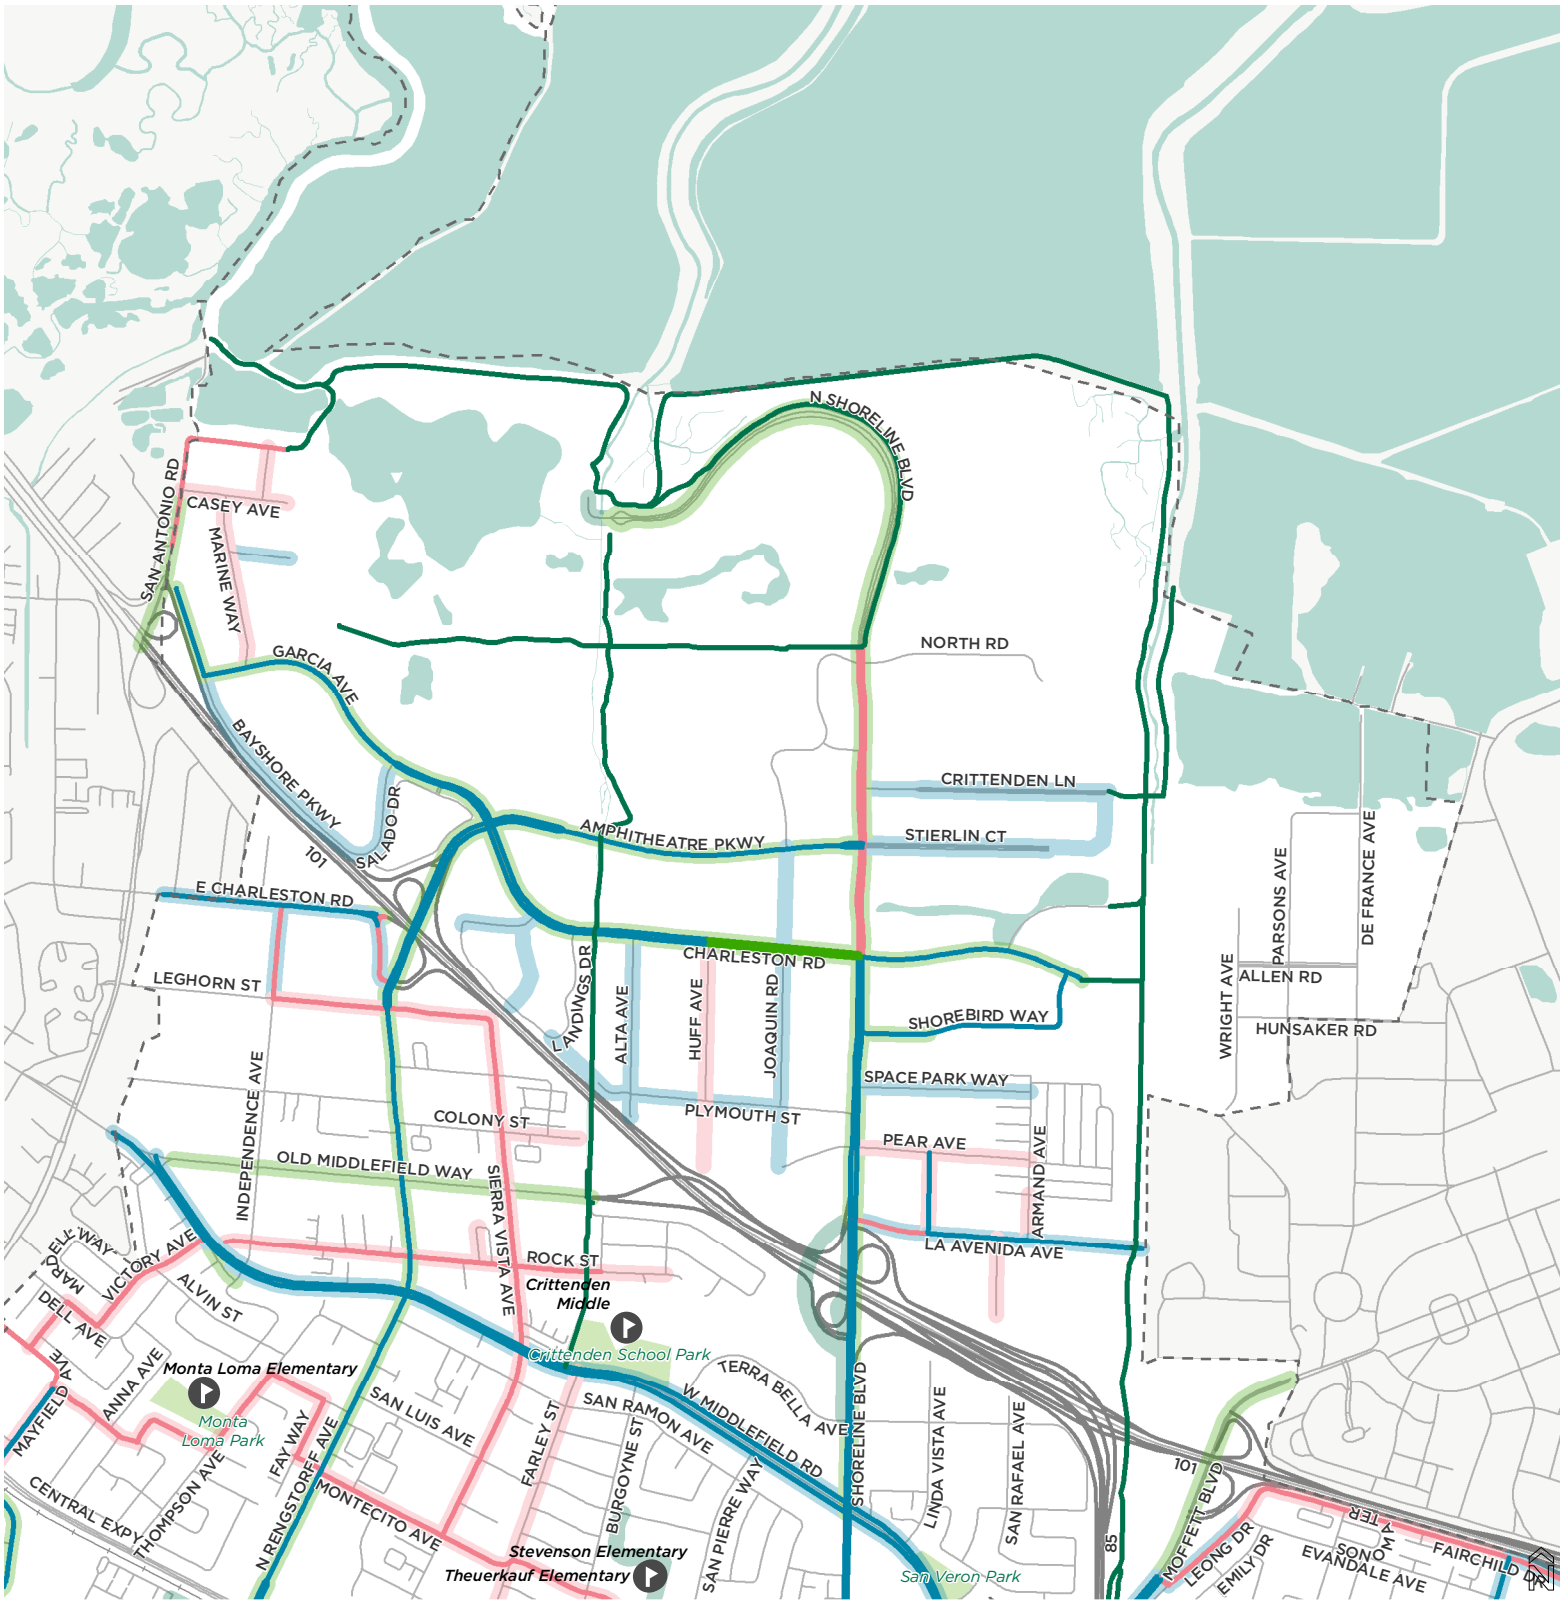 N SHORELINE BLVD
SAN ANTONIO RD
CASEY AVE
MARINE WAY
GARCIA AVE
NORTH RD
BAYSHORE PKWY
CRITTENDEN LN
SALADO DR
AMPHITHEATRE PKWY
STIERLIN CT
101
E CHARLESTON RD
PARSONS AVE
DE FRANCE AVE
CHARLESTON RD
LEGHORN ST
LANDINGS DR
ALTA AVE
HUFF AVE
JOAQUIN RD
WRIGHT AVE
ALLEN RD
SHOREBIRD WAY
HUNSAKER RD
SPACE PARK WAY
INDEPENDENCE AVE
COLONY ST
PLYMOUTH ST
PEAR AVE
ARMAND AVE
OLD MIDDLEFIELD WAY
SIERRA VISTA AVE
LA AVENIDA AVE
MARDELL WAY
VICTORY AVE
ROCK ST
ALVIN ST
DELL AVE
Crittenden
Middle
Crittenden School Park
MAYFIELD AVE
ANNA AVE
Monta Loma Elementary
Monta
Loma Park
TERRA BELLA AVE
SHORELINE BLVD
SAN LUIS AVE
FARLEY ST
SAN RAMON AVE
W MIDDLEFIELD RD
LINDA VISTA AVE
SAN RAFAEL AVE
FAY WAY
BURGOYNE ST
101
CENTRAL EXPY
THOMPSON AVE
N RENGSTORFF AVE
MONTECITO AVE
SAN PIERRE WAY
MOFFETT BLVD
85
Stevenson Elementary
Theuerkauf Elementary
San Veron Park
LEONG DR
EMILY DR
SONOMA TER
EVANDALE AVE
FAIRCHILD DR
N